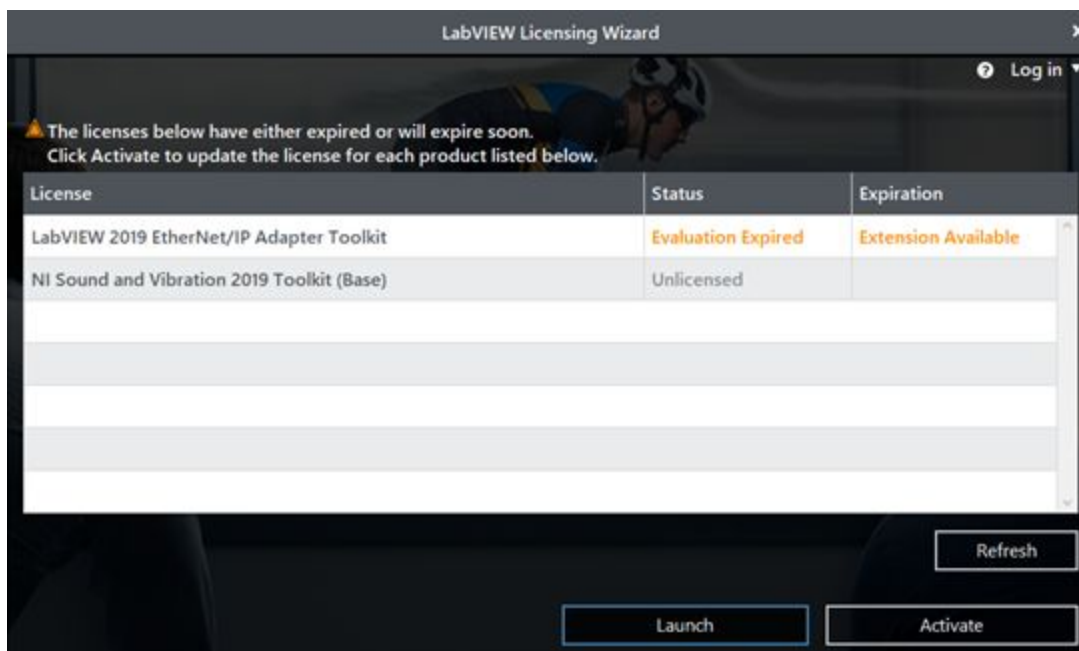 LabVIEW Licensing Wizard
Log in
The licenses below have either expired or will expire soon.
Click Activate to update the license for each product listed below.
License Status Expiration
LabVIEW 2019 EtherNet/IP Adapter Toolkit Evaluation Expired Extension Available
NI Sound and Vibration 2019 Toolkit (Base) Unlicensed
Refresh
Launch Activate